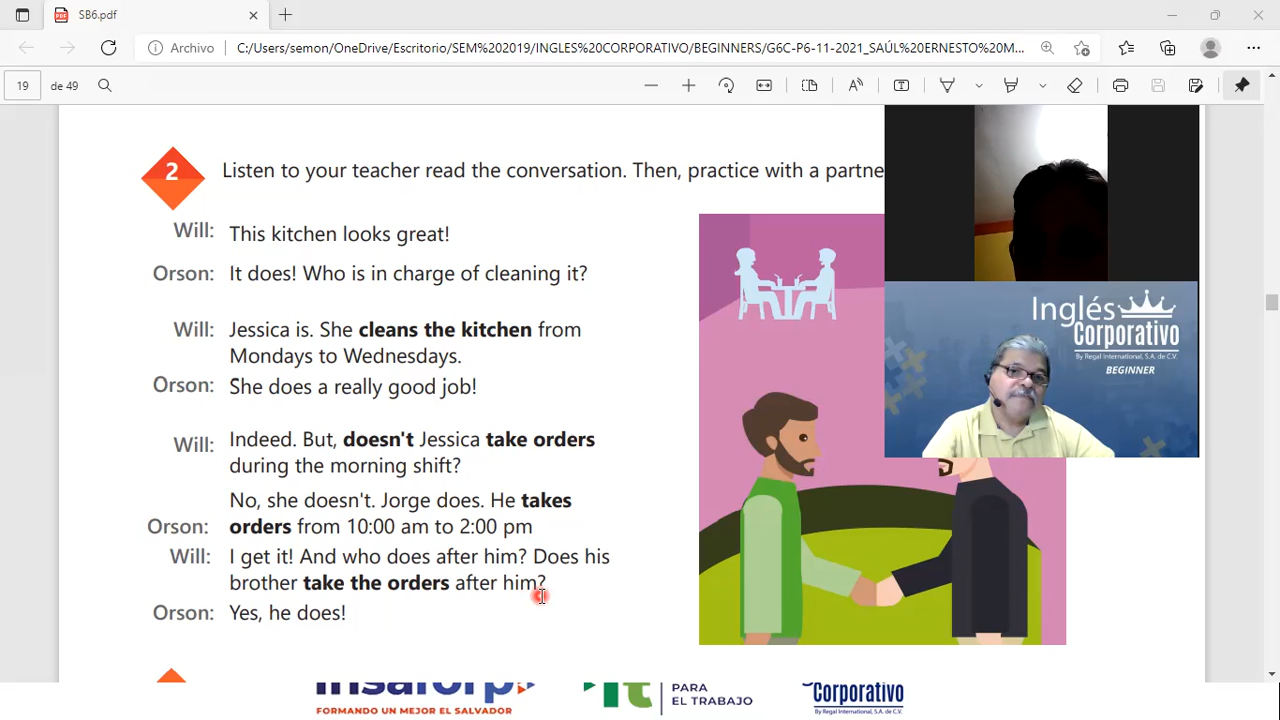 SB6.pdf
Archivo
C:/Users/semon/OneDrive/Escritorio/SEM%202019/INGLES%20CORPORATIVO/BEGINNERS/G6C-P6-11-2021_SAÚL%20ERNESTO%20M...
19 de 49
2
Listen to your teacher read the conversation. Then, practice with a partne
Will: This kitchen looks great!
Orson: It does! Who is in charge of cleaning it?
Will: Jessica is. She cleans the kitchen from
Mondays to Wednesdays.
Orson: She does a really good job!
Will: Indeed. But, doesn't Jessica take orders
during the morning shift?
No, she doesn't. Jorge does. He takes
Orson: orders from 10:00 am to 2:00 pm
Will: I get it! And who does after him? Does his
brother take the orders after him?
Orson: Yes, he does!
Inglés
Corporativo
By Regal International, S.A. de C.V.
BEGINNER
insaforp
FORMANDO UN MEJOR EL SALVADOR
PARA
EL TRABAJO
Corporativo
By Regal International, S.A. de C.V.